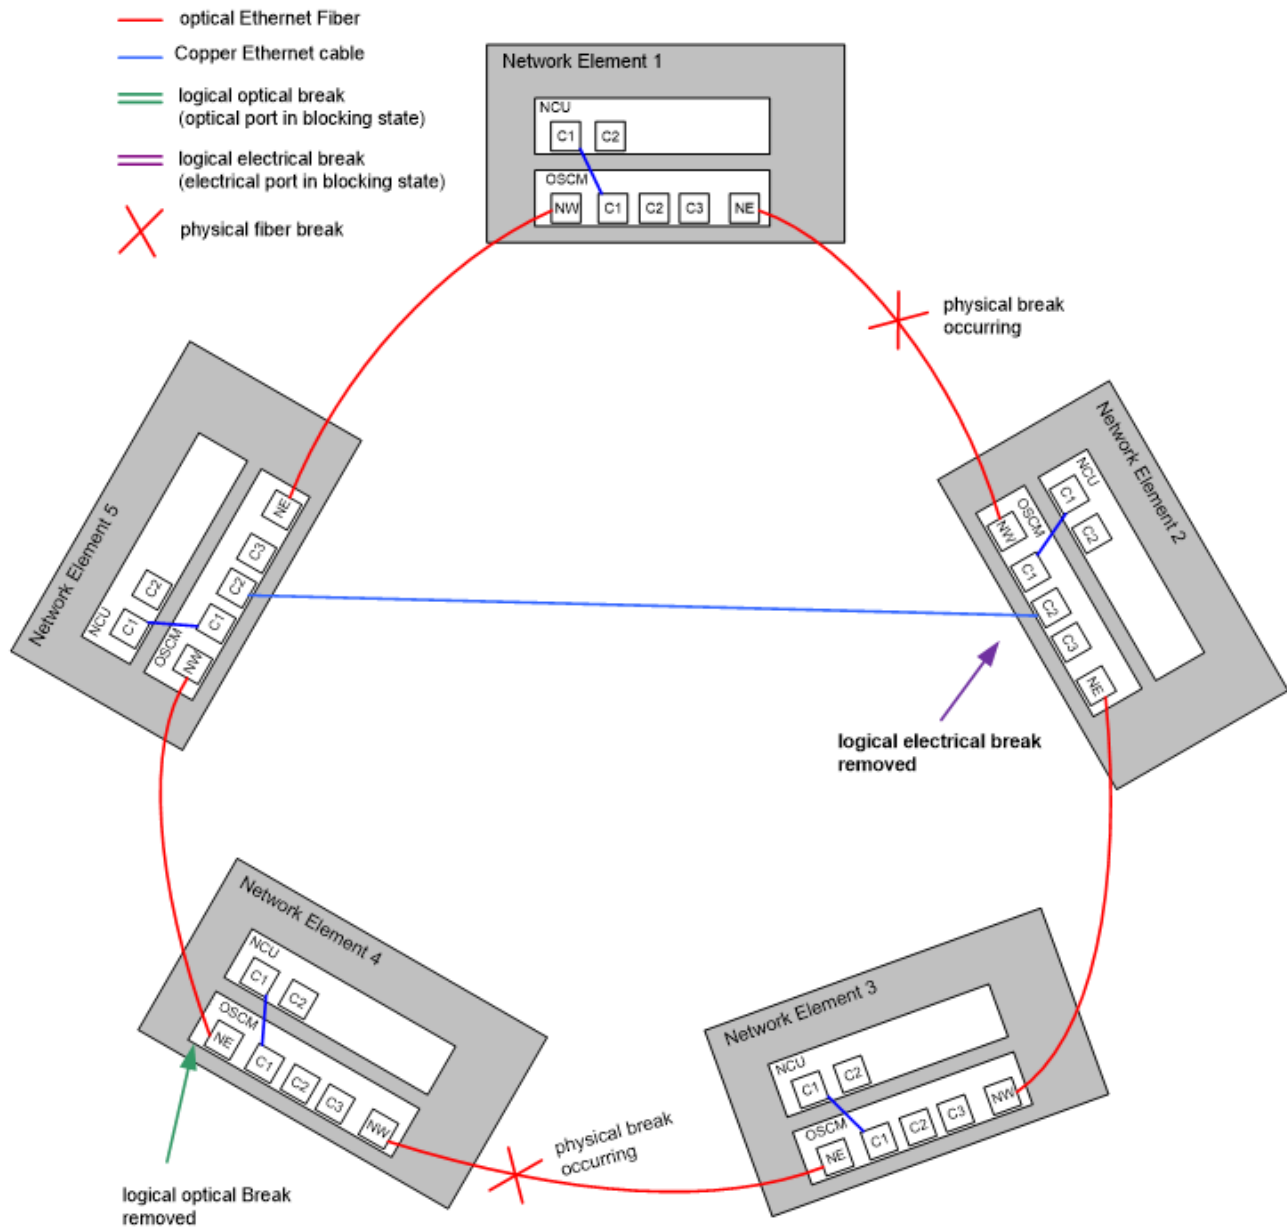 optical Ethernet Fiber
Copper Ethernet cable
logical optical break
(optical port in blocking state)
logical electrical break
(electrical port in blocking state)
physical fiber break
Network Element 1
NCU
C1 C2
OSCM
NW C1 C2 C3 NE
physical break
occurring
Network Element 2
NCU
C1 C2
OSCM
NW C1 C2 C3 NE
Network Element 5
NCU
C1 C2
OSCM
NW C1 C2 C3 NE
logical electrical break
removed
Network Element 4
NCU
C1 C2
OSCM
NE C1 C2 C3 NW
Network Element 3
NCU
C1 C2
OSCM
NE C1 C2 C3 NW
physical break
occurring
logical optical Break
removed